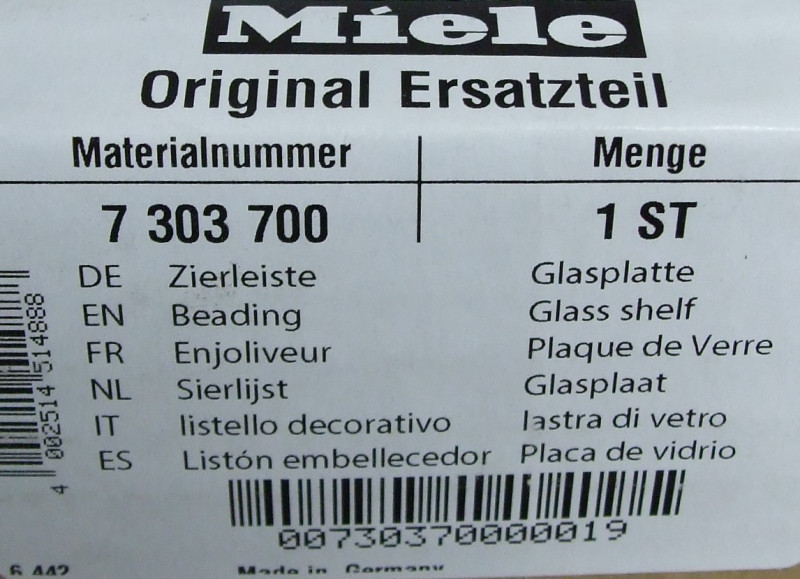 Miele
Original Ersatzteil
Materialnummer Menge
7 303 700 1 ST
DE Zierleiste Glasplatte
EN Beading Glass shelf
FR Enjoliveur Plaque de Verre
NL Sierlijst Glasplaat
IT listello decorativo lastra di vetro
ES Listón embellecedor Placa de vidrio
4 002514 514888
00730370000019
6 442 Made in Germany